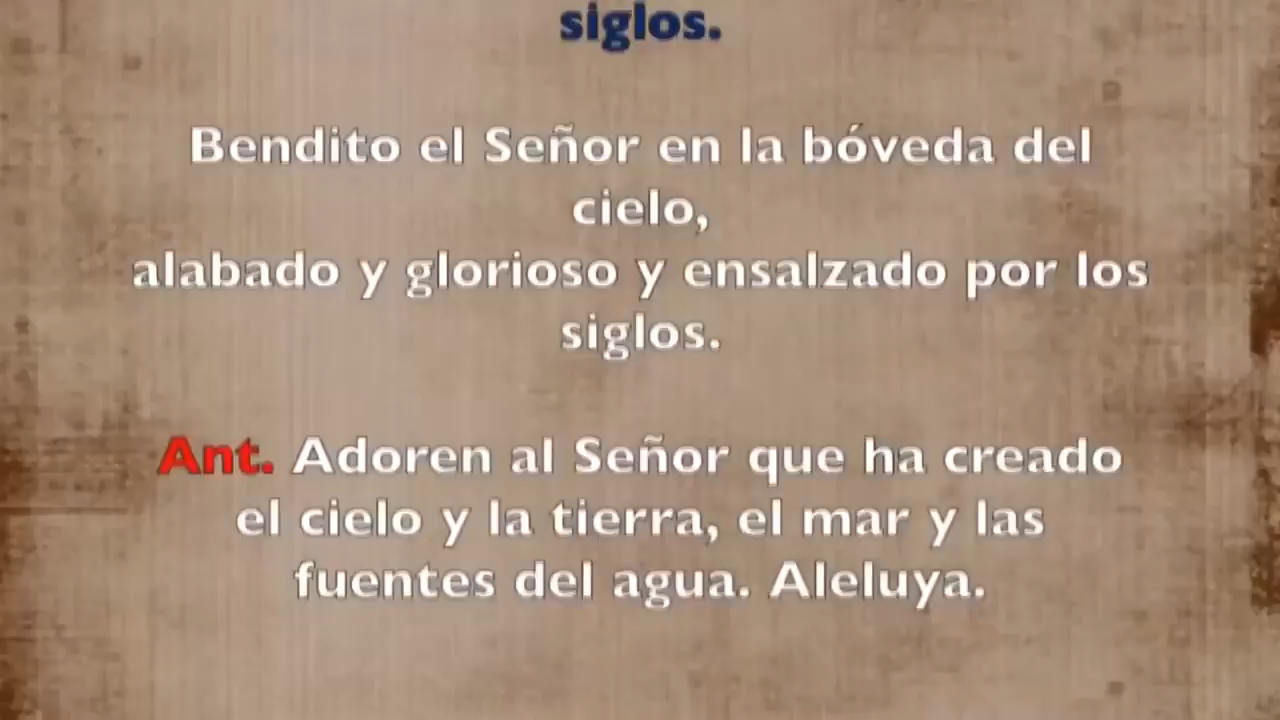 siglos.
Bendito el Señor en la bóveda del
cielo,
alabado y glorioso y ensalzado por los
siglos.
Ant. Adoren al Señor que ha creado
el cielo y la tierra, el mar y las
fuentes del agua. Aleluya.